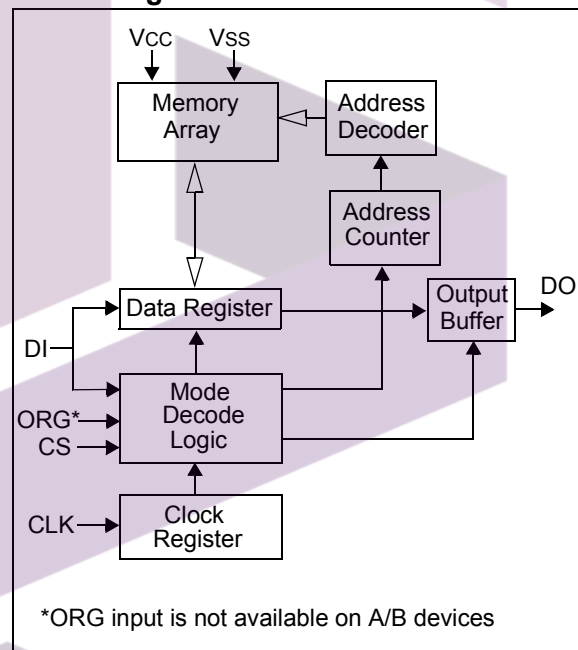 VCC VSS
Memory
Array
Address
Decoder
Address
Counter
Data Register
Output
Buffer
DO
DI
Mode
Decode
Logic
ORG*
CS
CLK
Clock
Register
*ORG input is not available on A/B devices